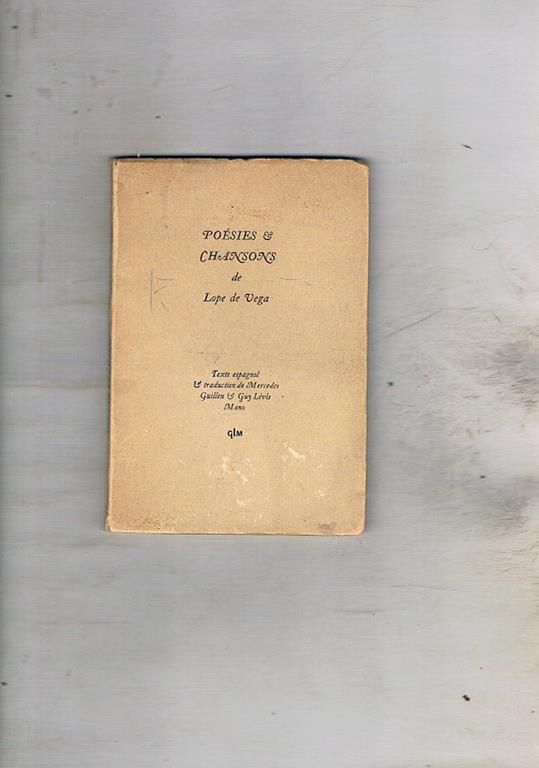 POÉSIES &
CHANSONS
de
Lope de Vega
Texte espagnol
& traduction de Mercedes
Guillen & Guy Lévis
Mano
GLM